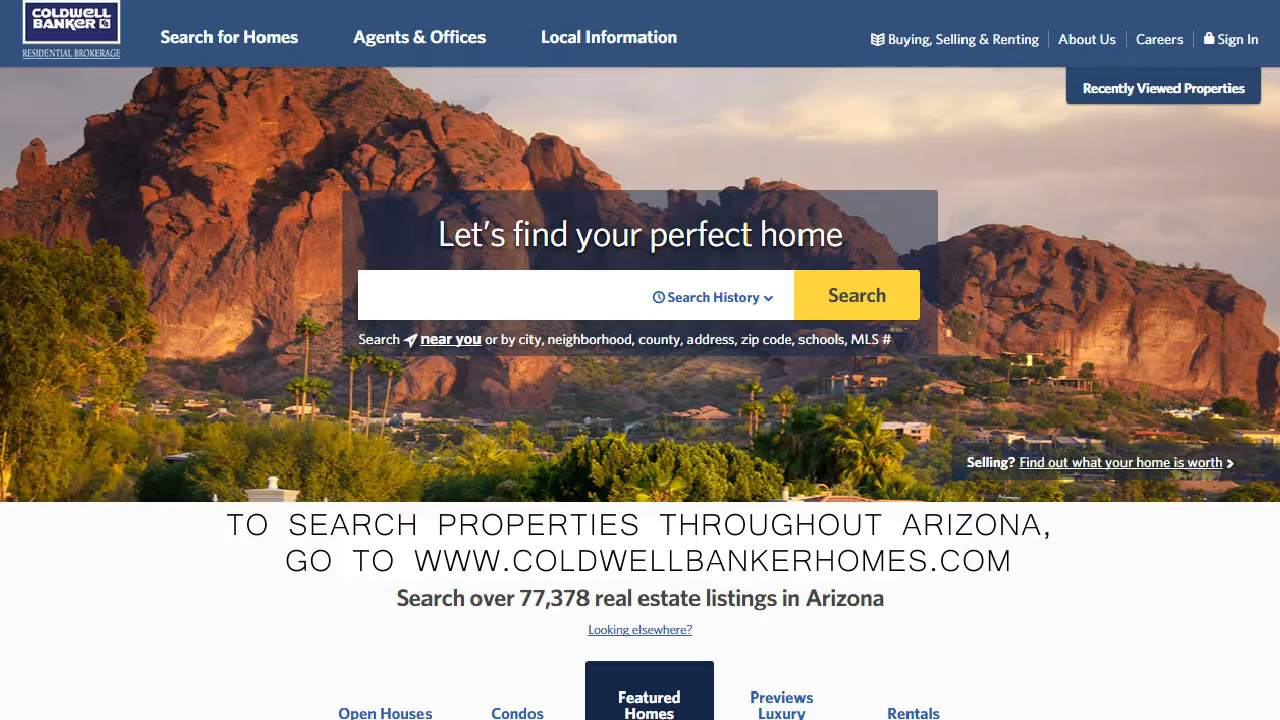 COLDWELL
BANKER CB
RESIDENTIAL BROKERAGE
Search for Homes
Agents & Offices
Local Information
Buying, Selling & Renting
About Us
Careers
Sign In
Recently Viewed Properties
Let's find your perfect home
Search History
Search
Search near you or by city, neighborhood, county, address, zip code, schools, MLS #
Selling? Find out what your home is worth
TO SEARCH PROPERTIES THROUGHOUT ARIZONA,
GO TO WWW.COLDWELLBANKERHOMES.COM
Search over 77,378 real estate listings in Arizona
Looking elsewhere?
Open Houses
Condos
Featured
Homes
Previews
Luxury
Rentals